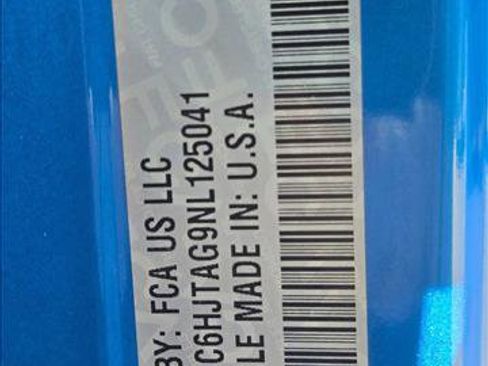 BY: FCA US LLC
C6HJTAG9NL125041
LE MADE IN: U.S.A.